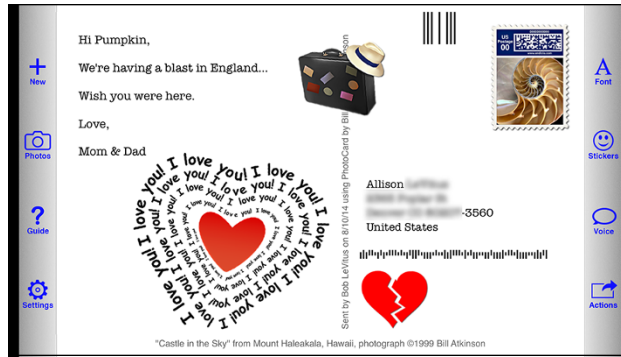 Hi Pumpkin,
We're having a blast in England...
Wish you were here.
Love,
Mom & Dad
I love you! I love you! I love you! I love you!
Sent by Bob LeVitus on 8/10/14 using PhotoCard by Bill Atkinson
US
Postage
00
Allison
-3560
United States
"Castle in the Sky" from Mount Haleakala, Hawaii, photograph ©1999 Bill Atkinson
New
Photos
Guide
Settings
A
Font
Stickers
Voice
Actions